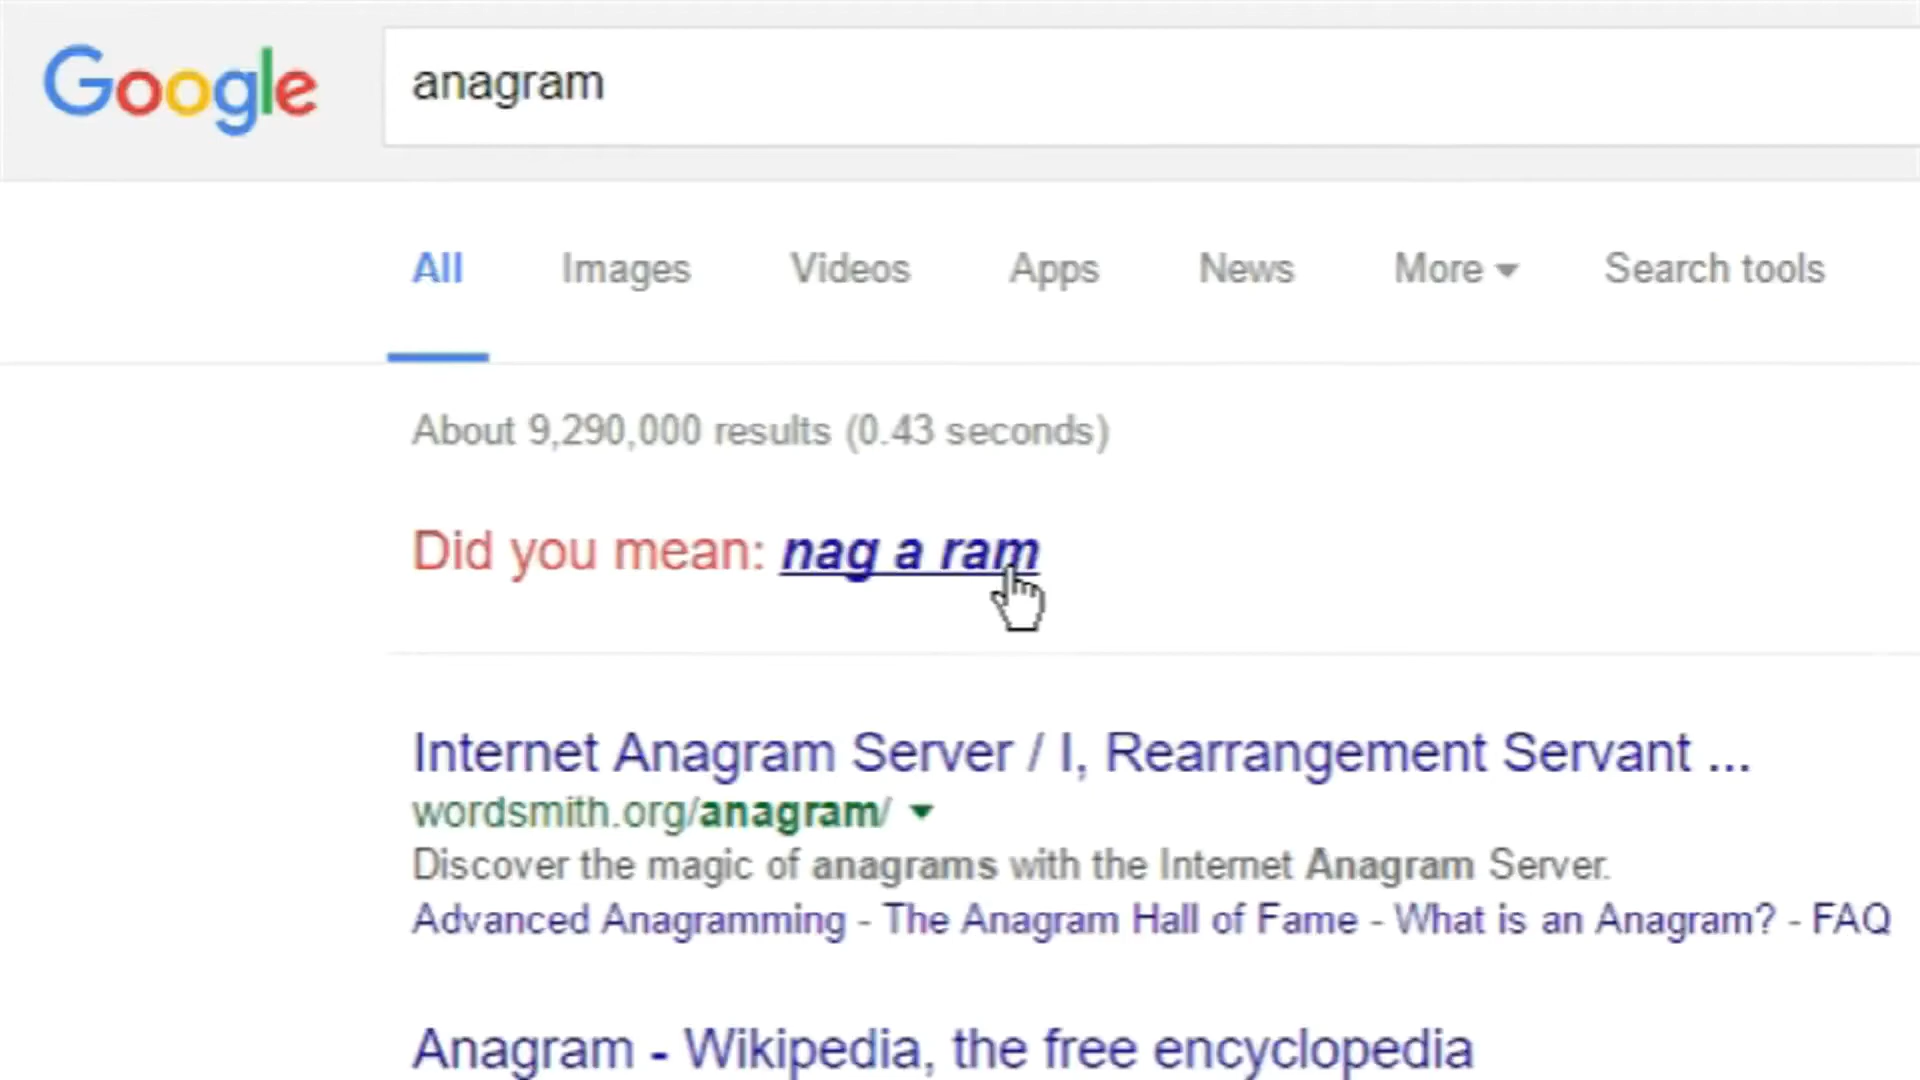 Google anagram
All Images Videos Apps News More Search tools
About 9,290,000 results (0.43 seconds)
Did you mean: nag a ram
Internet Anagram Server / I, Rearrangement Servant ...
wordsmith.org/anagram/
Discover the magic of anagrams with the Internet Anagram Server.
Advanced Anagramming - The Anagram Hall of Fame - What is an Anagram? - FAQ
Anagram - Wikipedia, the free encyclopedia